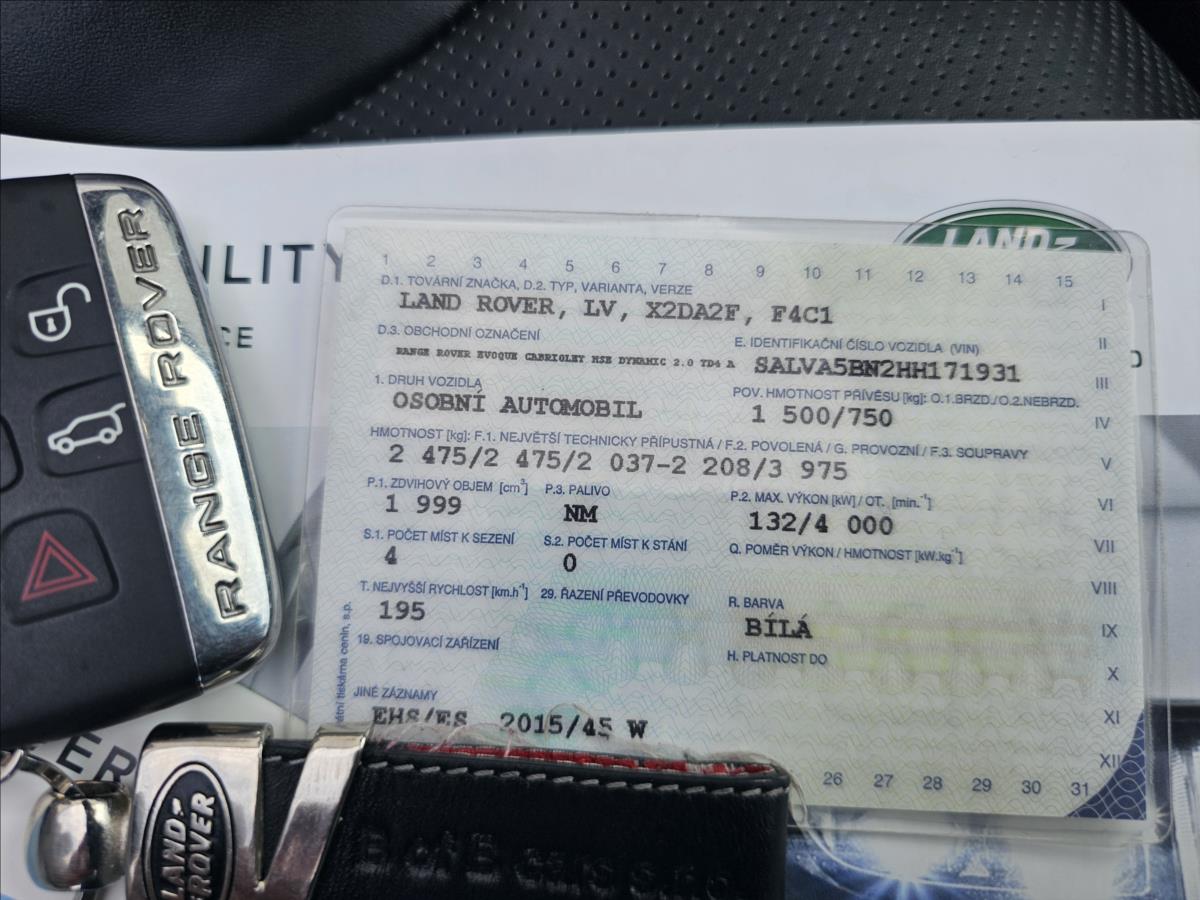 LAND-
RANGE ROVER
ILITY
CE
1 2 3 4 5 6 7 8 9 10 11 12 13 14 15
D.1. TOVÁRNÍ ZNAČKA, D.2. TYP, VARIANTA, VERZE
I
LAND ROVER, LV, X2DA2F, F4C1
D.3. OBCHODNÍ OZNAČENÍ
E. IDENTIFIKAČNÍ ČÍSLO VOZIDLA (VIN)
II
RANGE ROVER EVOQUE CABRIOLET HSE DYNAMIC 2.0 TD4 A
SALVA5BN2HH171931
III
1. DRUH VOZIDLA
POV. HMOTNOST PŘÍVĚSU [kg]: O.1.BRZD./O.2.NEBRZD.
OSOBNÍ AUTOMOBIL
1 500/750
IV
HMOTNOST [kg]: F.1. NEJVĚTŠÍ TECHNICKY PŘÍPUSTNÁ / F.2. POVOLENÁ / G. PROVOZNÍ / F.3. SOUPRAVY
2 475/2 475/2 037-2 208/3 975
V
P.1. ZDVIHOVÝ OBJEM [cm³]
P.3. PALIVO
P.2. MAX. VÝKON [kW] / OT. [min.⁻¹]
VI
1 999
NM
132/4 000
S.1. POČET MÍST K SEZENÍ
S.2. POČET MÍST K STÁNÍ
Q. POMĚR VÝKON / HMOTNOST [kW.kg⁻¹]
VII
4
0
T. NEJVYŠŠÍ RYCHLOST [km.h⁻¹]
29. ŘAZENÍ PŘEVODOVKY
R. BARVA
VIII
195
BÍLÁ
IX
19. SPOJOVACÍ ZAŘÍZENÍ
H. PLATNOST DO
X
JINÉ ZÁZNAMY
EHS/ES 2015/45 W
XI
XII
26 27 28 29 30 31
tiskárna cenin, s.p.
ER
LAND-
ROVER